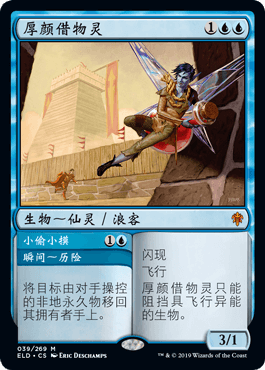 厚颜借物灵 1
生物～仙灵／浪客
小偷小摸 1
瞬间～历险
将目标由对手操控
的非地永久物移回
其拥有者手上。
闪现
飞行
厚颜借物灵只能
阻挡具飞行异能
的生物。
3/1
039/269 M
ELD • CS ERIC DESCHAMPS
™ & © 2019 Wizards of the Coast